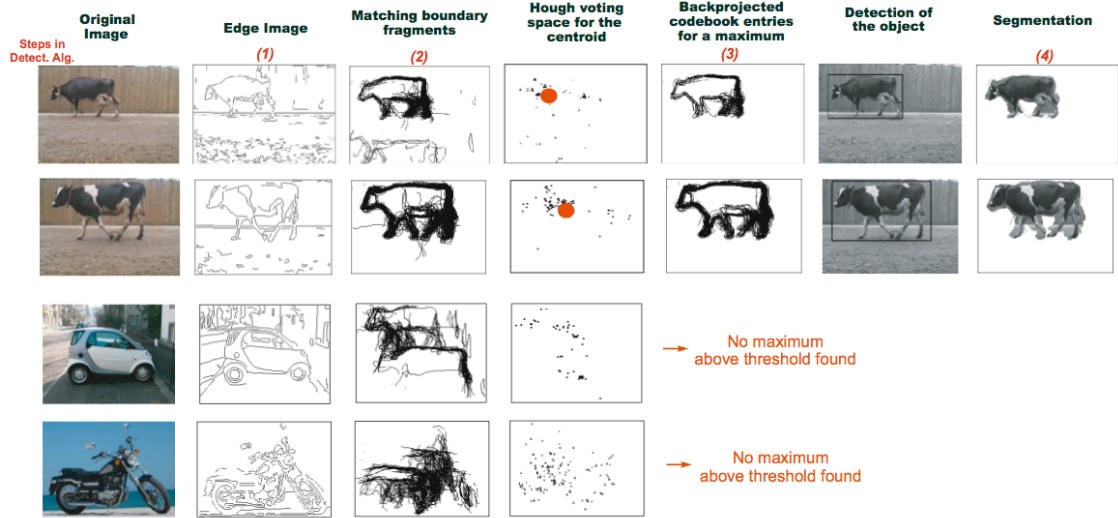 Original
Image
Edge Image
Matching boundary
fragments
Hough voting
space for the
centroid
Backprojected
codebook entries
for a maximum
Detection of
the object
Segmentation
Steps in
Detect. Alg.
(1)
(2)
(3)
(4)
No maximum
above threshold found
No maximum
above threshold found